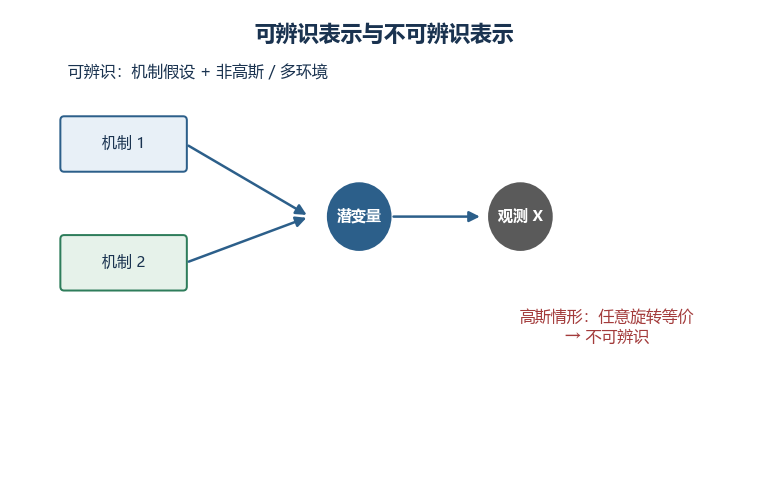 可辨识表示与不可辨识表示
可辨识：机制假设 + 非高斯 / 多环境
机制 1
潜变量
观测 X
机制 2
高斯情形：任意旋转等价
→ 不可辨识